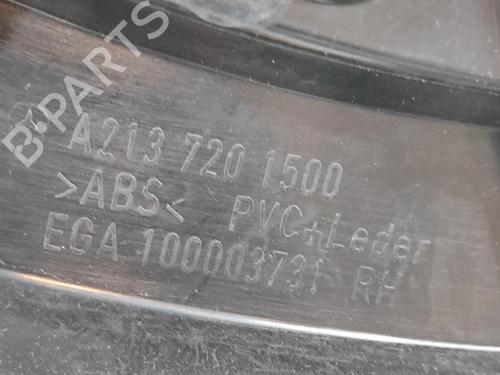 A213 720 1500
>ABS< PVC+Leder
EGA 100003731 RH
B-PARTS